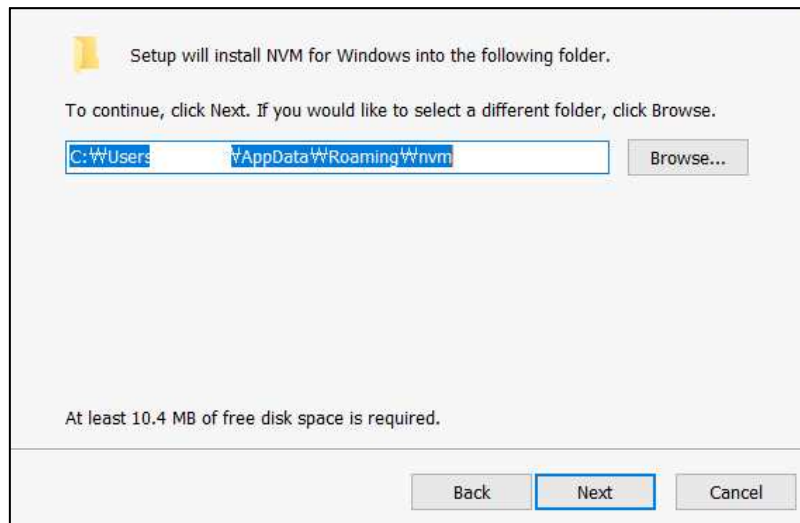 Setup will install NVM for Windows into the following folder.
To continue, click Next. If you would like to select a different folder, click Browse.
C:₩Users ₩AppData₩Roaming₩nvm
Browse...
At least 10.4 MB of free disk space is required.
Back Next Cancel